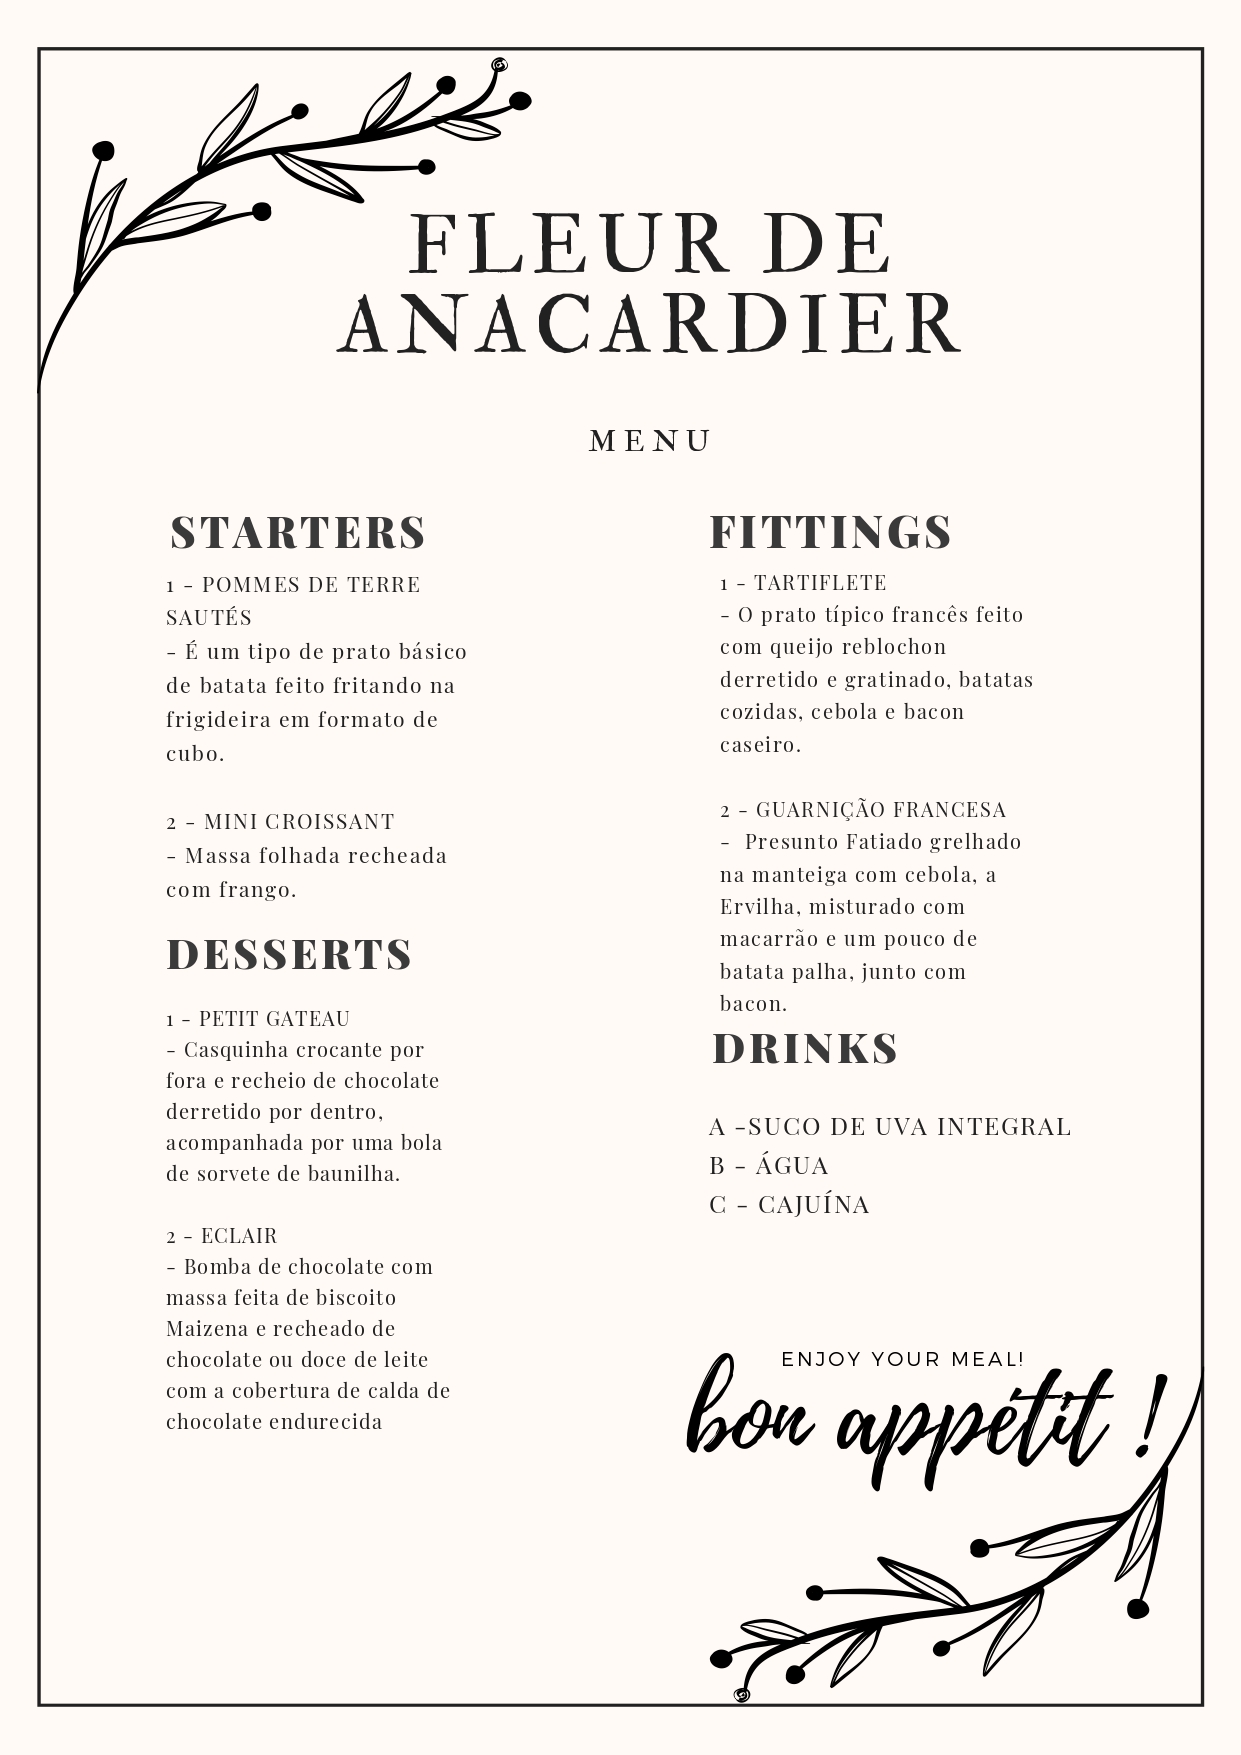 FLEUR DE
ANACARDIER
MENU
STARTERS
1 - POMMES DE TERRE
SAUTÉS
- É um tipo de prato básico
de batata feito fritando na
frigideira em formato de
cubo.
2 - MINI CROISSANT
- Massa folhada recheada
com frango.
DESSERTS
1 - PETIT GATEAU
- Casquinha crocante por
fora e recheio de chocolate
derretido por dentro,
acompanhada por uma bola
de sorvete de baunilha.
2 - ECLAIR
- Bomba de chocolate com
massa feita de biscoito
Maizena e recheado de
chocolate ou doce de leite
com a cobertura de calda de
chocolate endurecida
FITTINGS
1 - TARTIFLETE
- O prato típico francês feito
com queijo reblochon
derretido e gratinado, batatas
cozidas, cebola e bacon
caseiro.
2 - GUARNIÇÃO FRANCESA
- Presunto Fatiado grelhado
na manteiga com cebola, a
Ervilha, misturado com
macarrão e um pouco de
batata palha, junto com
bacon.
DRINKS
A -SUCO DE UVA INTEGRAL
B - ÁGUA
C - CAJUÍNA
ENJOY YOUR MEAL!
bon appétit !